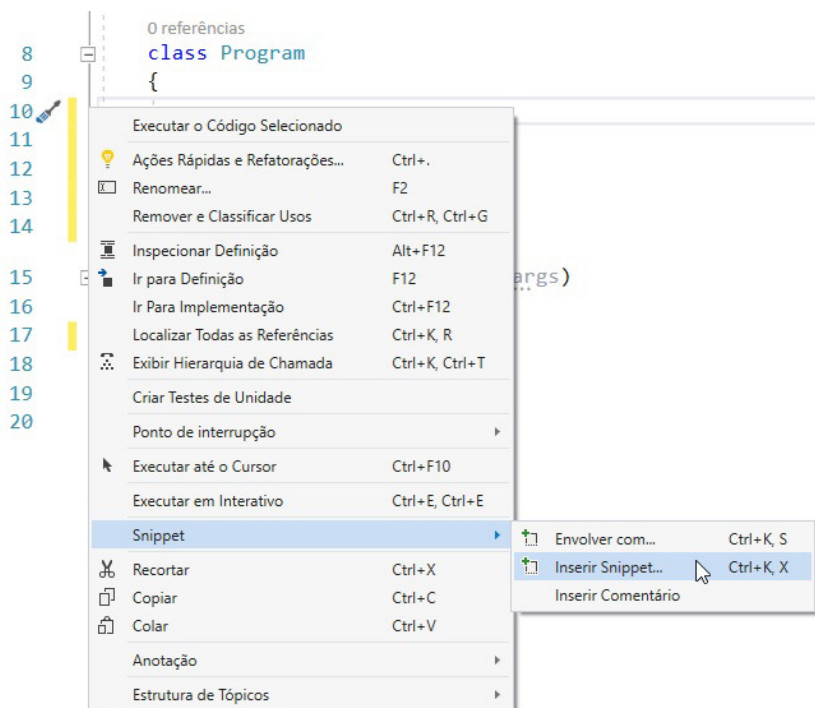 0 referências
8 class Program
9 {
10
Executar o Código Selecionado
11
12 Ações Rápidas e Refatorações... Ctrl+.
13 Renomear... F2
14 Remover e Classificar Usos Ctrl+R, Ctrl+G
Inspecionar Definição Alt+F12
15 Ir para Definição F12 args)
16 Ir Para Implementação Ctrl+F12
17 Localizar Todas as Referências Ctrl+K, R
18 Exibir Hierarquia de Chamada Ctrl+K, Ctrl+T
19 Criar Testes de Unidade
20 Ponto de interrupção
Executar até o Cursor Ctrl+F10
Executar em Interativo Ctrl+E, Ctrl+E
Snippet Envolver com... Ctrl+K, S
Recortar Ctrl+X Inserir Snippet... Ctrl+K, X
Copiar Ctrl+C Inserir Comentário
Colar Ctrl+V
Anotação
Estrutura de Tópicos